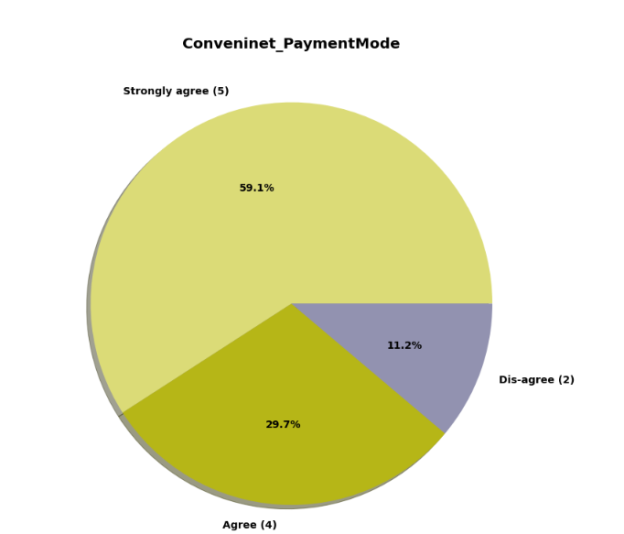 Conveninet_PaymentMode
Strongly agree (5)
59.1%
11.2%
Dis-agree (2)
29.7%
Agree (4)